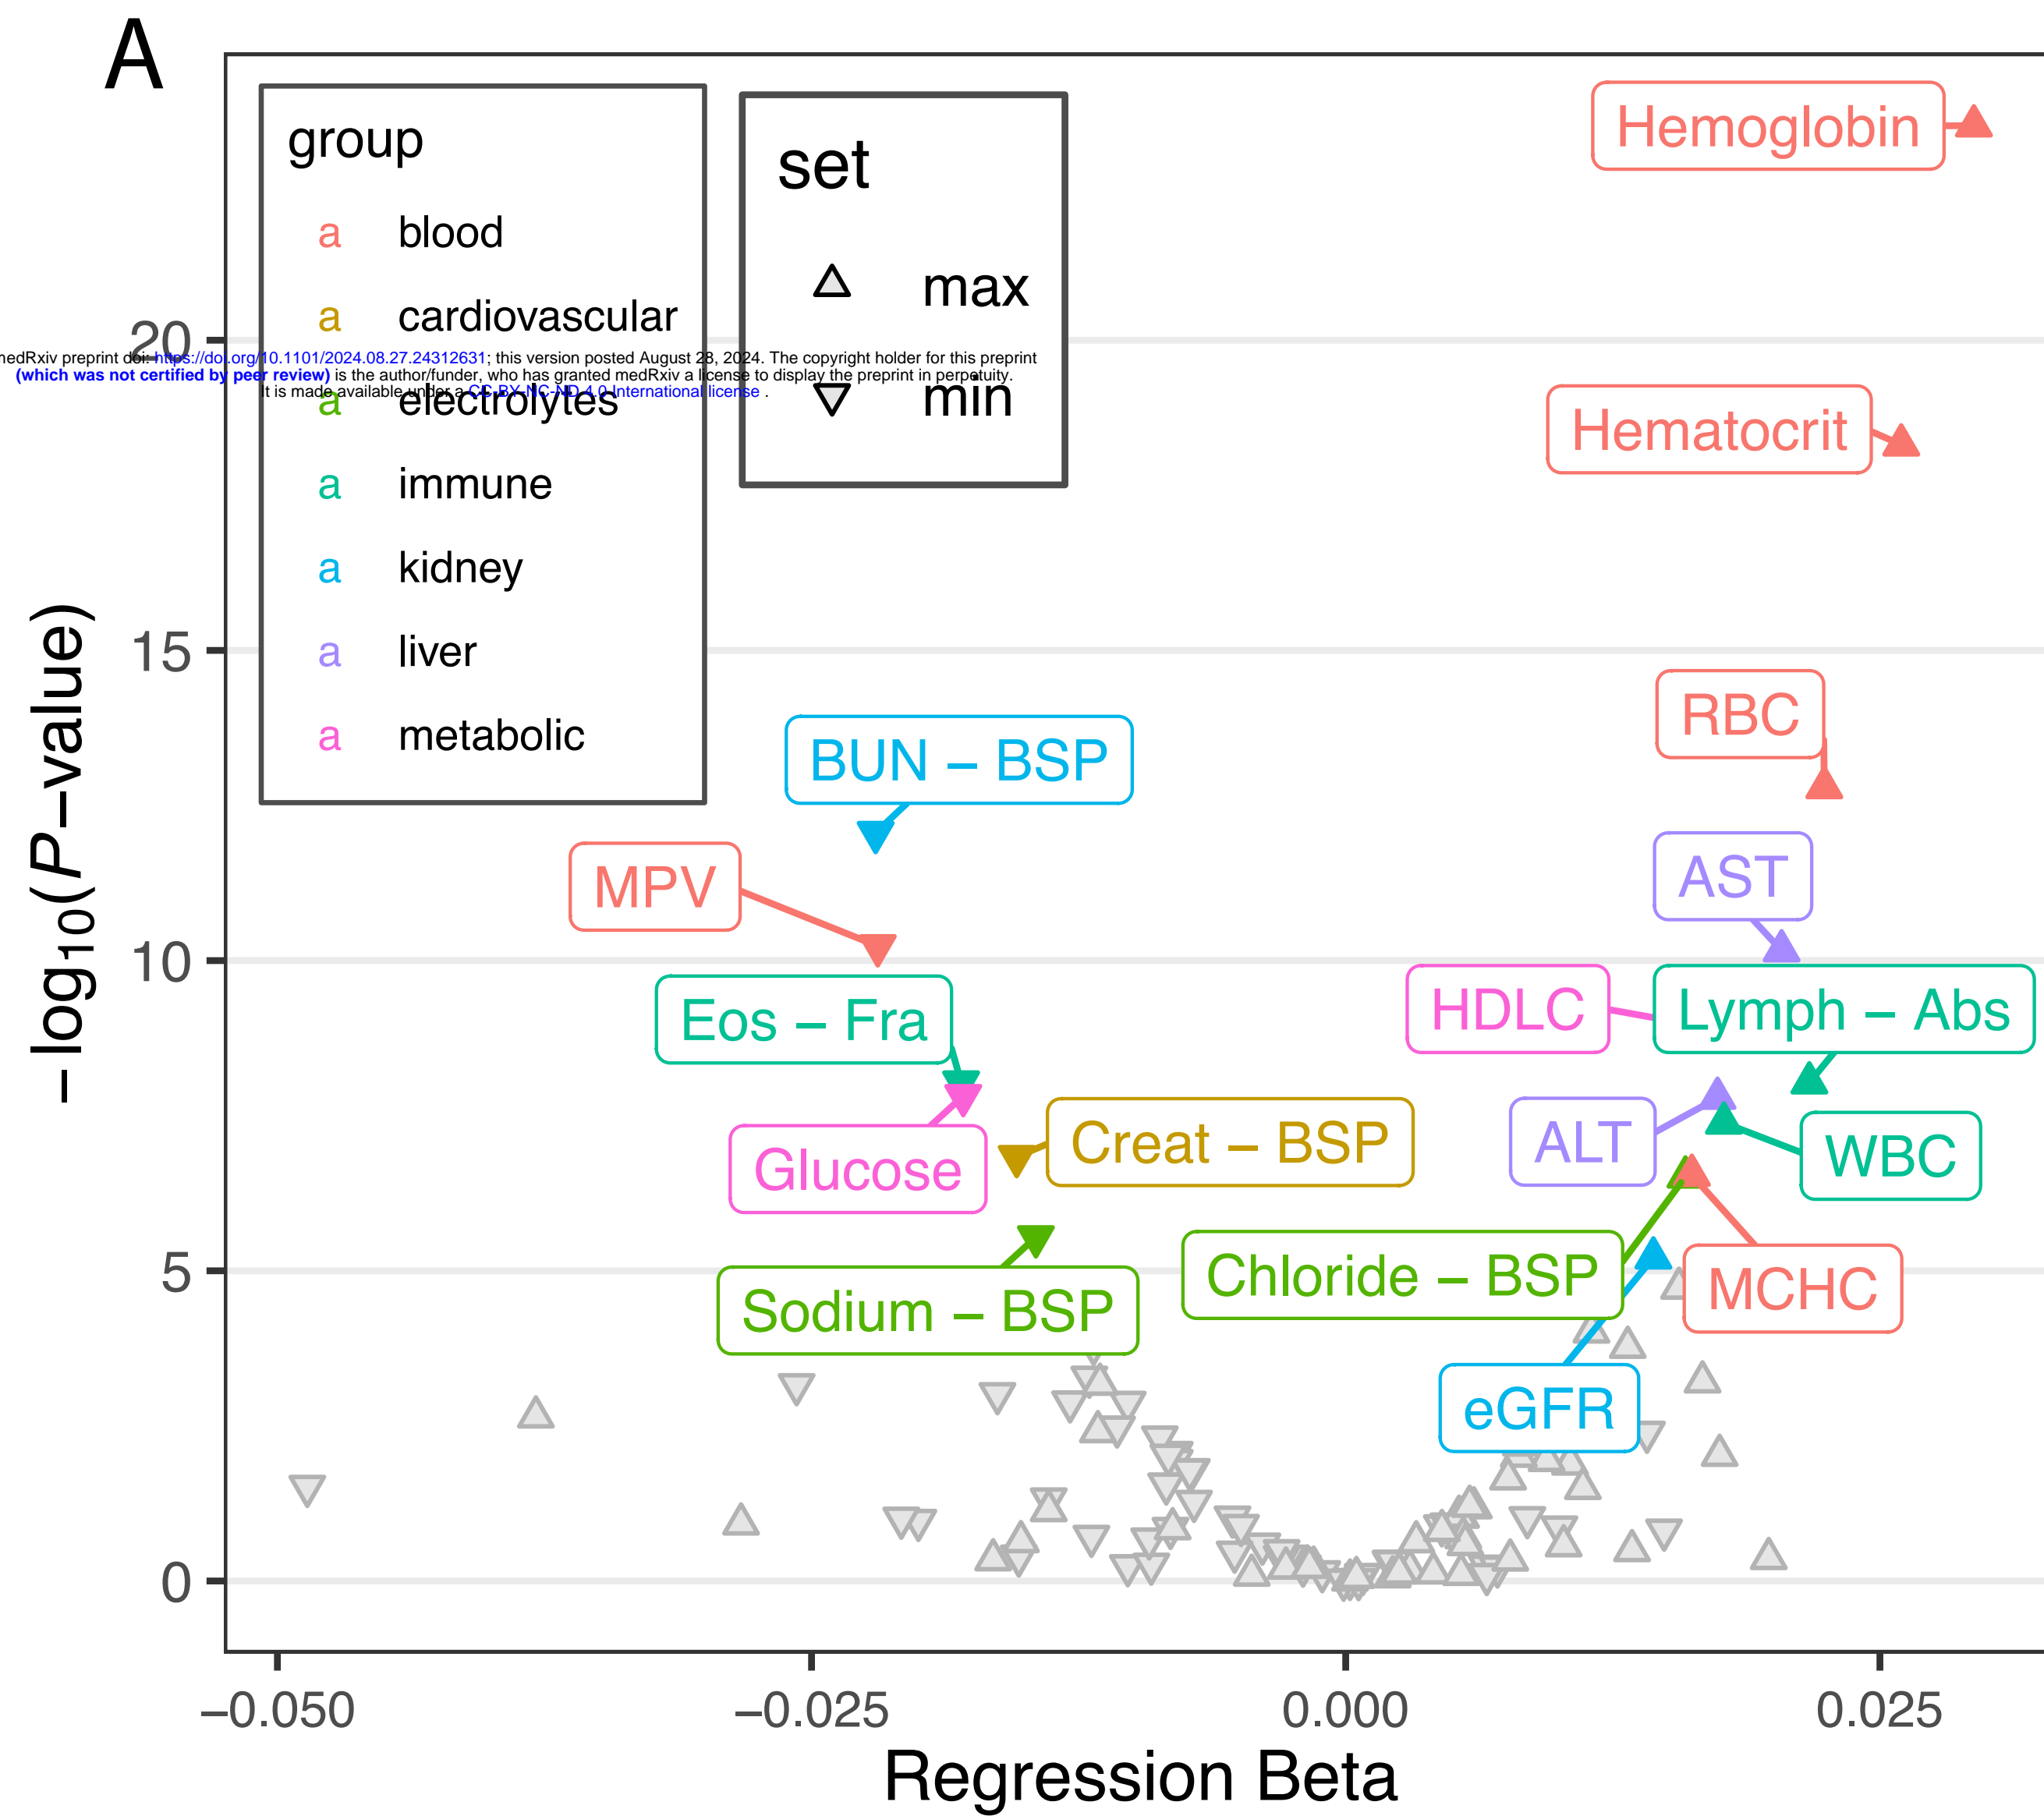 A
group
a blood
a cardiovascular
a electrolytes
a immune
a kidney
a liver
a metabolic
set
max
min
medRxiv preprint doi: https://doi.org/10.1101/2024.08.27.24312631; this version posted August 28, 2024. The copyright holder for this preprint
(which was not certified by peer review) is the author/funder, who has granted medRxiv a license to display the preprint in perpetuity.
It is made available under a CC-BY-NC-ND 4.0 International license .
Hemoglobin
Hematocrit
RBC
BUN – BSP
MPV
AST
Eos – Fra
HDLC
Lymph – Abs
Glucose
Creat – BSP
ALT
WBC
Sodium – BSP
Chloride – BSP
MCHC
eGFR
20
15
10
5
0
−log10(P−value)
−0.050
−0.025
0.000
0.025
Regression Beta